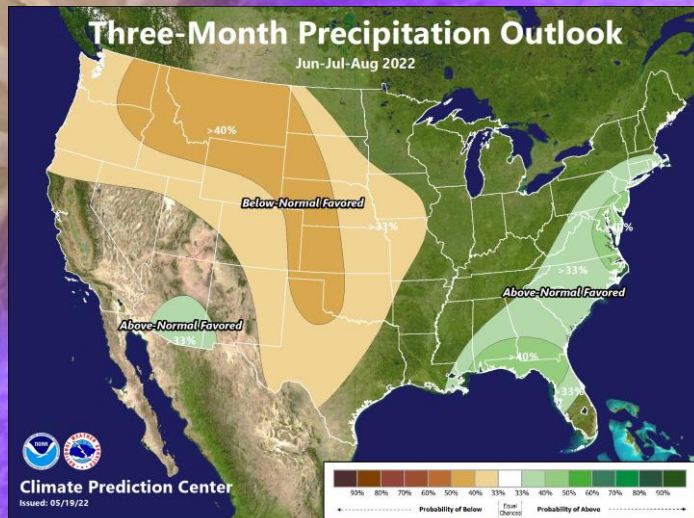 Three-Month Precipitation Outlook
Jun-Jul-Aug 2022
>40%
Below-Normal Favored
>33%
>40%
>33%
Above-Normal Favored
Above-Normal Favored
>33%
>40%
>33%
NOAA
Climate Prediction Center
Issued: 05/19/22
90% 80% 70% 60% 50% 40% 33% 33% 40% 50% 60% 70% 80% 90%
Probability of Below Equal Chances Probability of Above